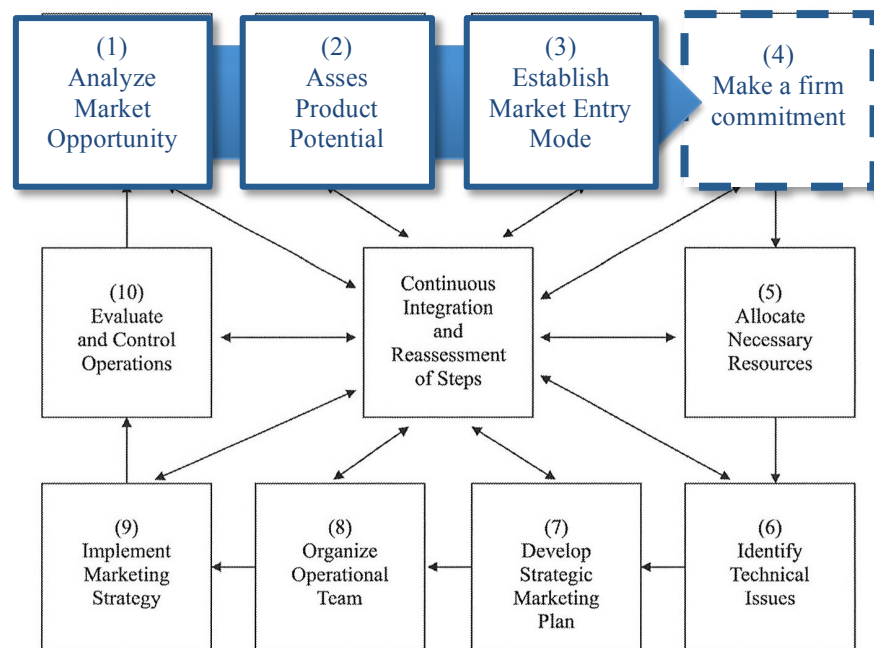 (1)
Analyze
Market
Opportunity
(2)
Asses
Product
Potential
(3)
Establish
Market Entry
Mode
(4)
Make a firm
commitment
(10)
Evaluate
and Control
Operations
Continuous
Integration
and
Reassessment
of Steps
(5)
Allocate
Necessary
Resources
(9)
Implement
Marketing
Strategy
(8)
Organize
Operational
Team
(7)
Develop
Strategic
Marketing
Plan
(6)
Identify
Technical
Issues